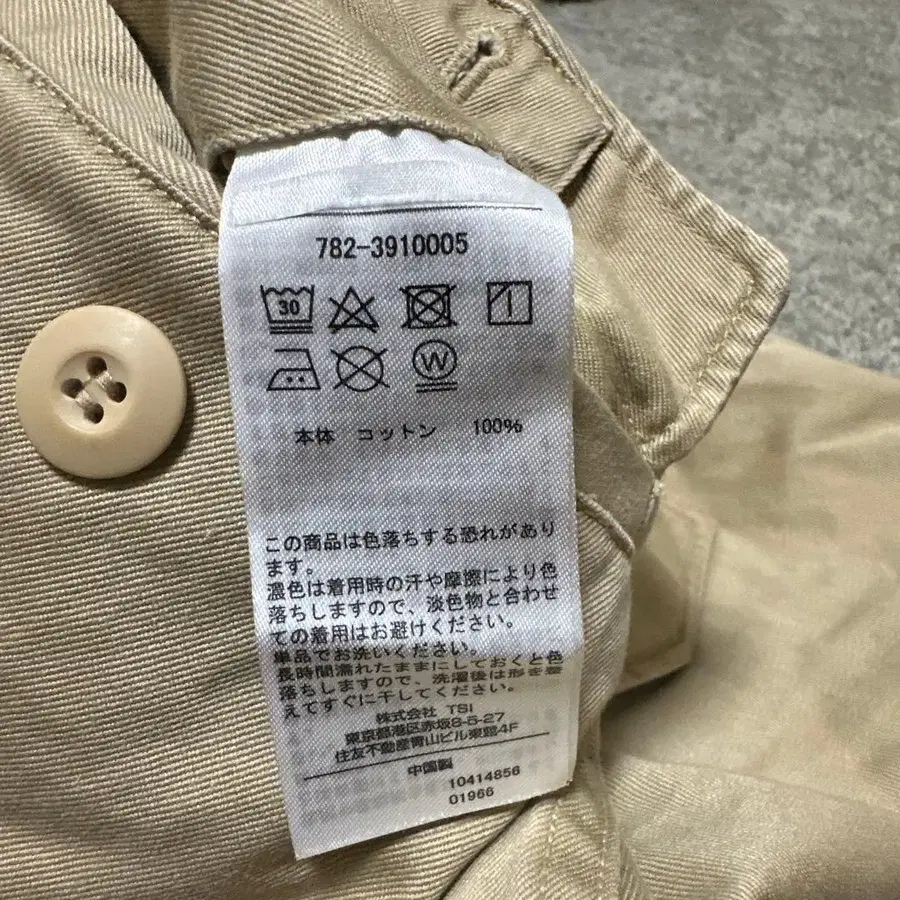 782-3910005
30
W
本体 コットン 100%
この商品は色落ちする恐れがあり
ます。
濃色は着用時の汗や摩擦により色
落ちしますので、淡色物と合わせ
ての着用はお避けください。
単品でお洗いください。
長時間濡れたままにしておくと色
落ちしますので、洗濯後は形を整
えてすぐに干してください。
株式会社 TSI
東京都港区赤坂8-5-27
住友不動産青山ビル東館4F
中国製
10414856
01966